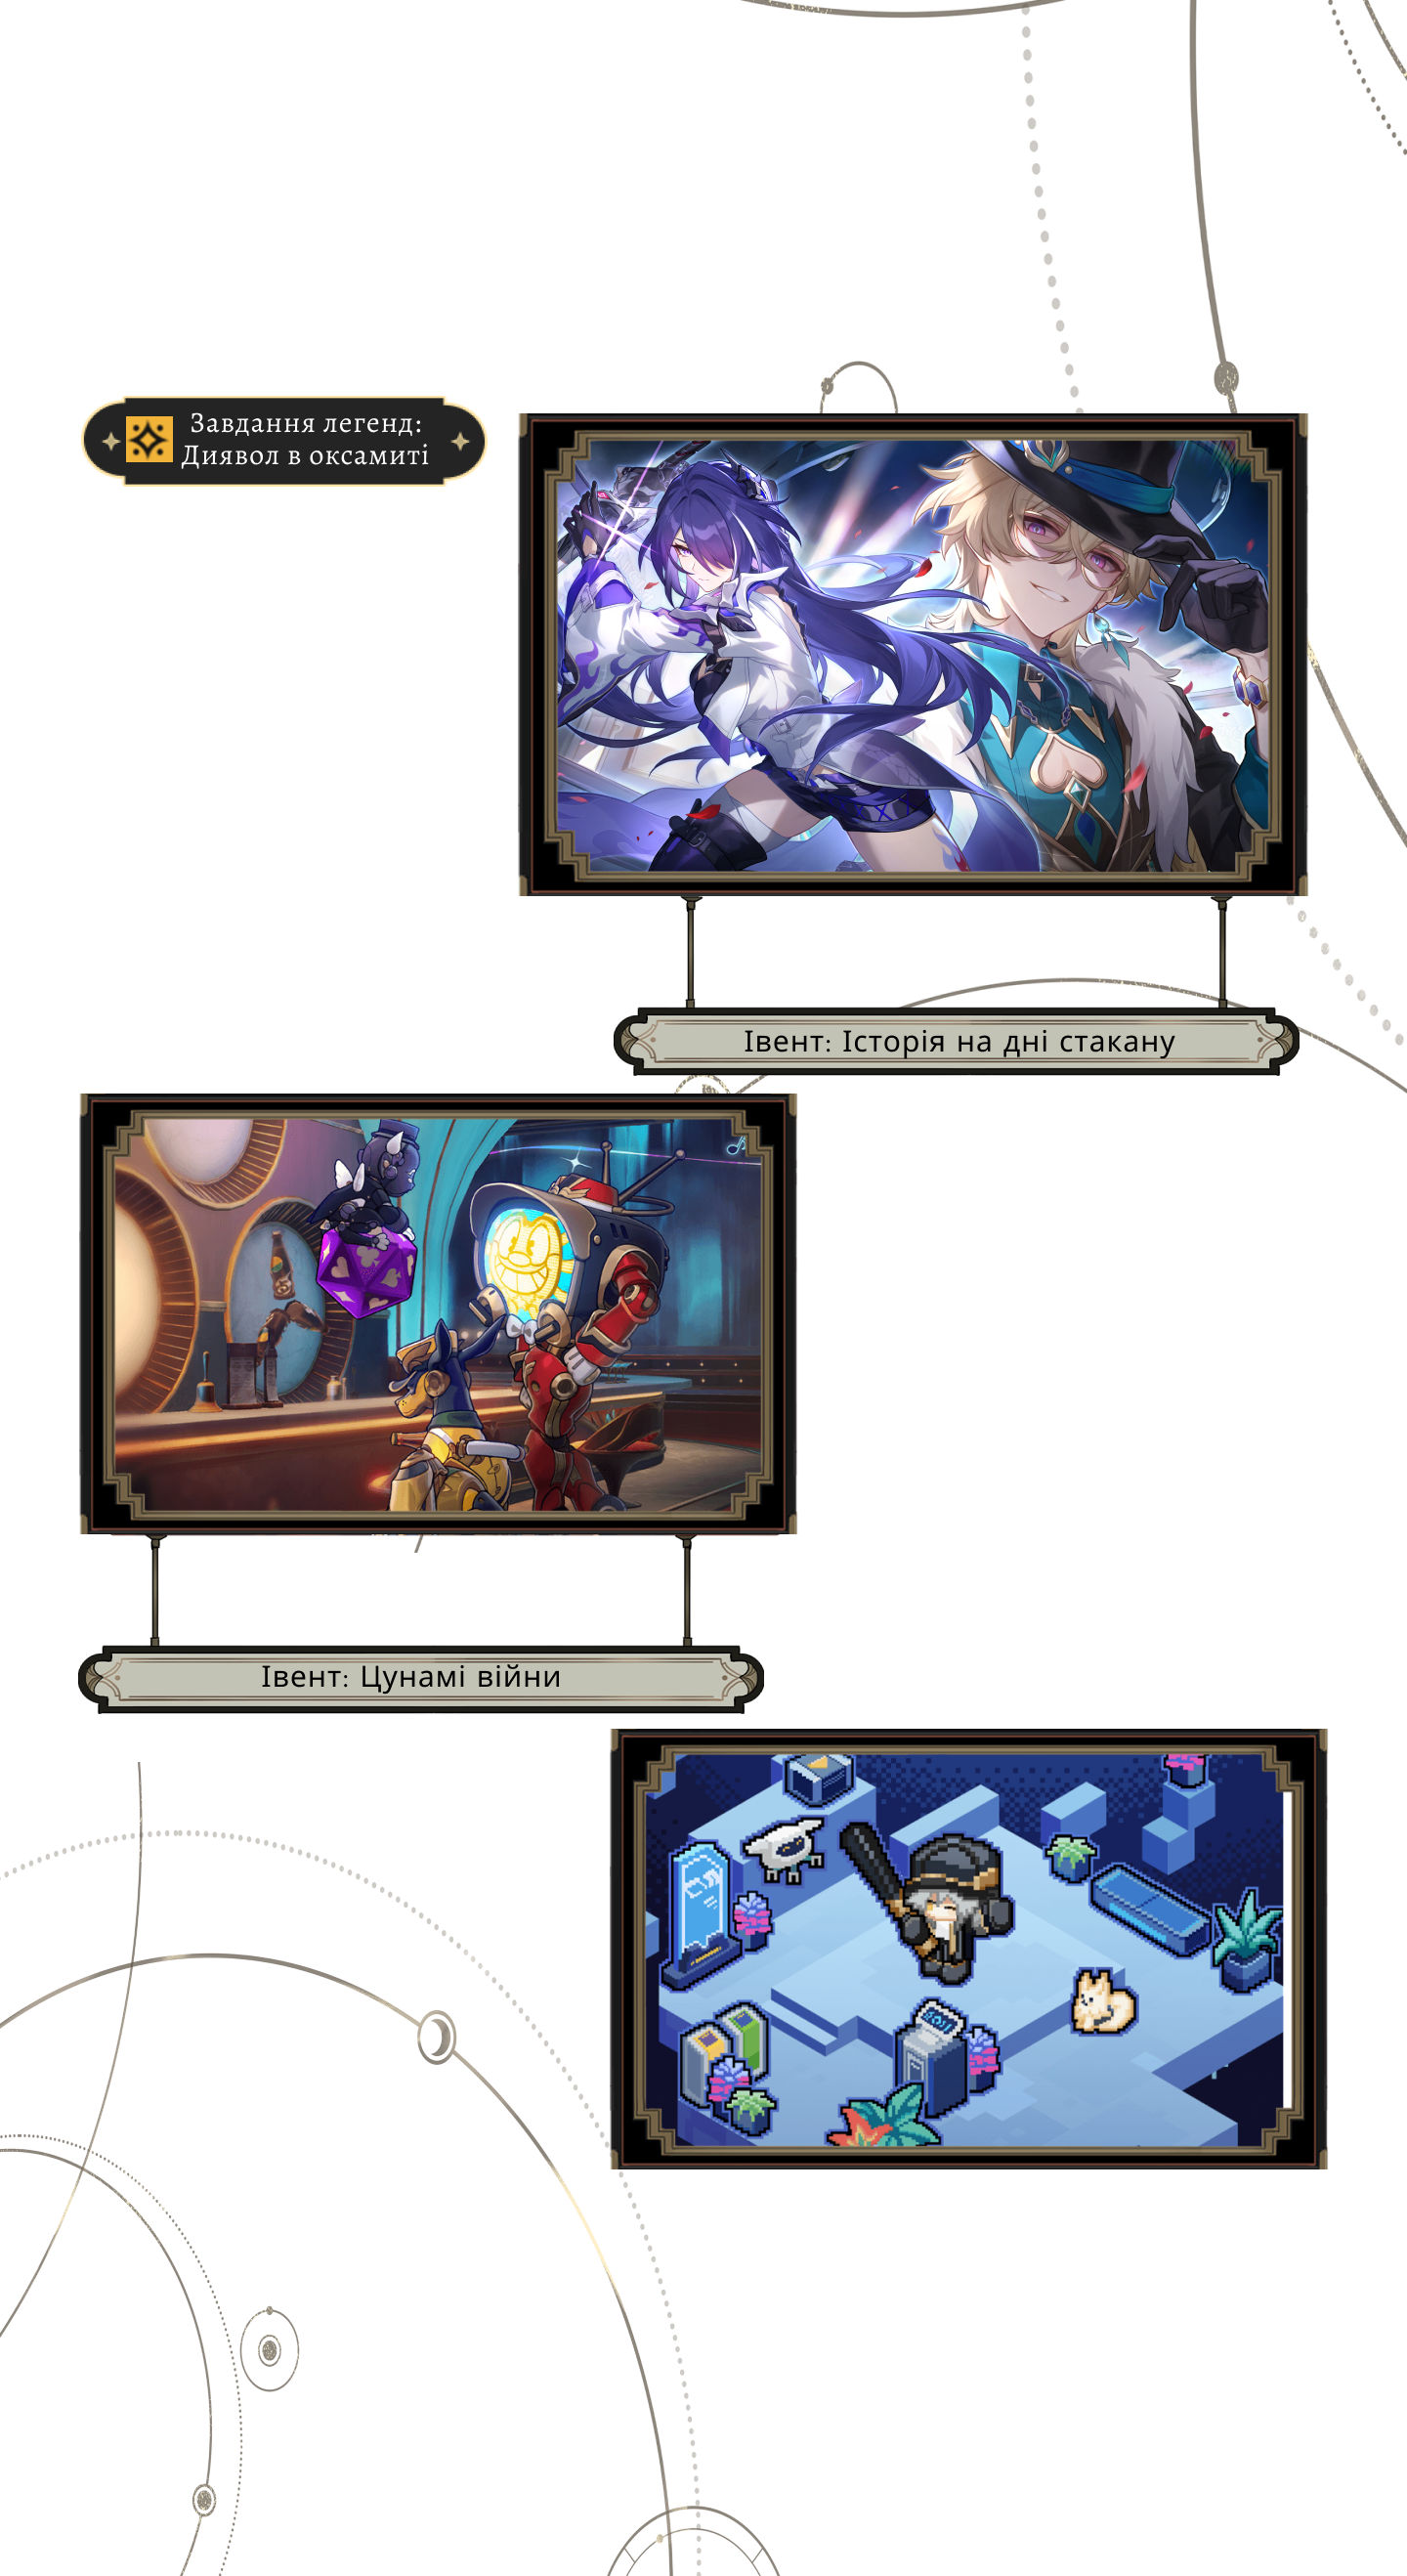 Завдання легенд:
Диявол в оксамиті
Івент: Історія на дні стакану
Івент: Цунамі війни